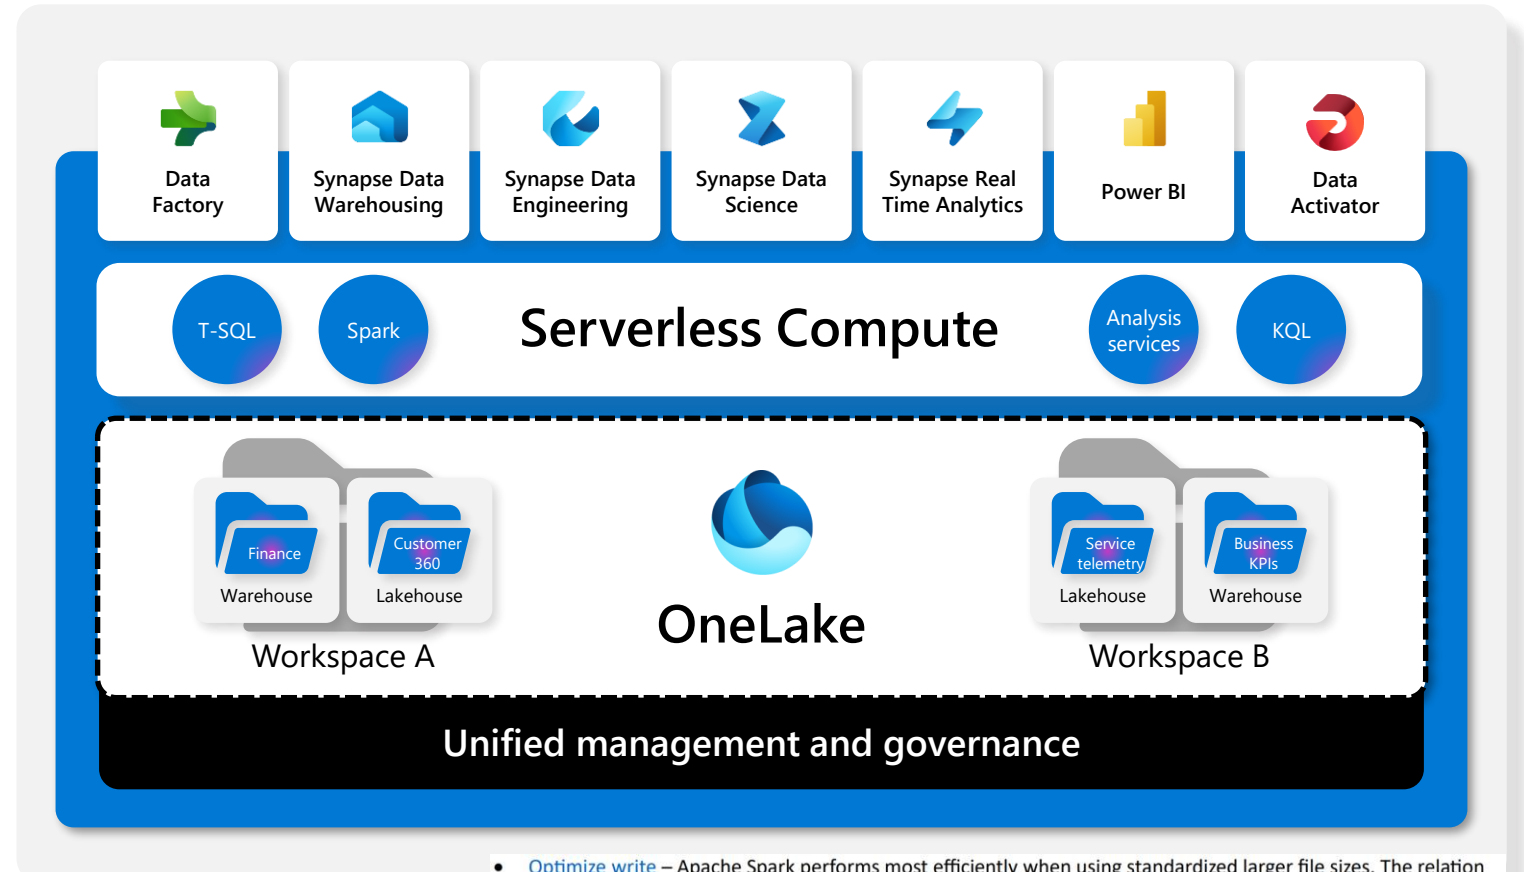 Data
Factory
Synapse Data
Warehousing
Synapse Data
Engineering
Synapse Data
Science
Synapse Real
Time Analytics
Power BI
Data
Activator
T-SQL
Spark
Serverless Compute
Analysis
services
KQL
Finance
Warehouse
Customer
360
Lakehouse
Workspace A
OneLake
Service
telemetry
Lakehouse
Business
KPIs
Warehouse
Workspace B
Unified management and governance
• Optimize write – Apache Spark performs most efficiently when using standardized larger file sizes. The relation